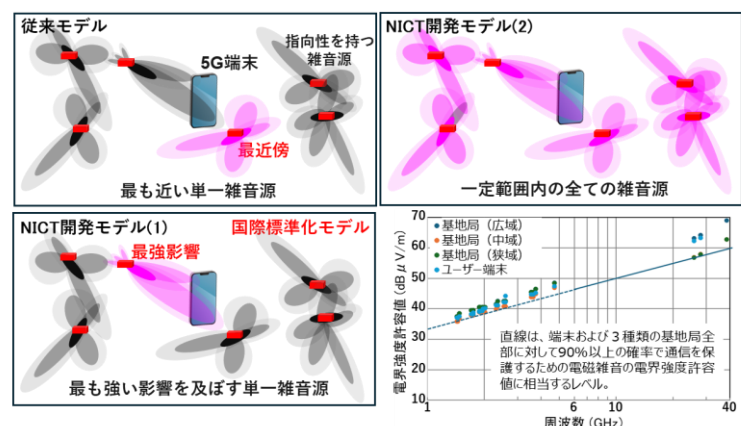 従来モデル
5G端末
指向性を持つ
雑音源
最近傍
最も近い単一雑音源
NICT開発モデル(2)
一定範囲内の全ての雑音源
NICT開発モデル(1)
国際標準化モデル
最強影響
最も強い影響を及ぼす単一雑音源
電界強度許容値 (dBμV/m)
70
60
50
40
30
20
10
基地局（広域）
基地局（中域）
基地局（狭域）
ユーザー端末
直線は、端末および３種類の基地局全
部に対して90%以上の確率で通信を保
護するための電磁雑音の電界強度許容
値に相当するレベル。
1
6
10
40
周波数 (GHz)